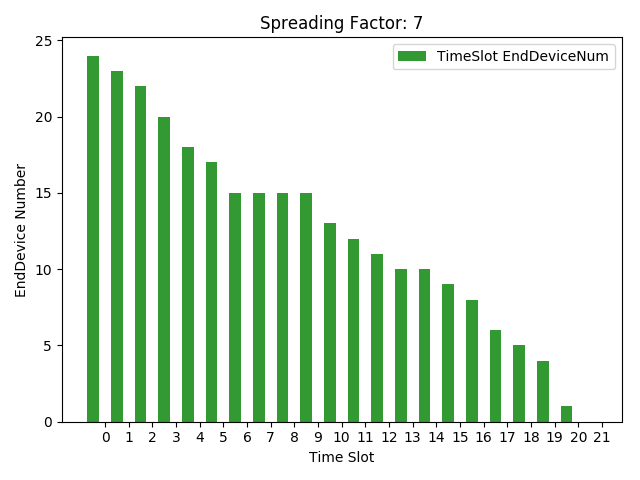 Spreading Factor: 7
TimeSlot EndDeviceNum
EndDevice Number
25
20
15
10
5
0
0 1 2 3 4 5 6 7 8 9 10 11 12 13 14 15 16 17 18 19 20 21
Time Slot